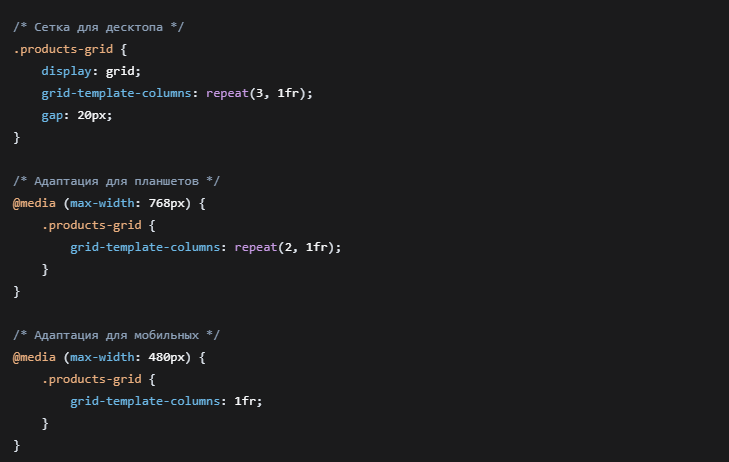 /* Сетка для десктопа */
.products-grid {
    display: grid;
    grid-template-columns: repeat(3, 1fr);
    gap: 20px;
}

/* Адаптация для планшетов */
@media (max-width: 768px) {
    .products-grid {
        grid-template-columns: repeat(2, 1fr);
    }
}

/* Адаптация для мобильных */
@media (max-width: 480px) {
    .products-grid {
        grid-template-columns: 1fr;
    }
}